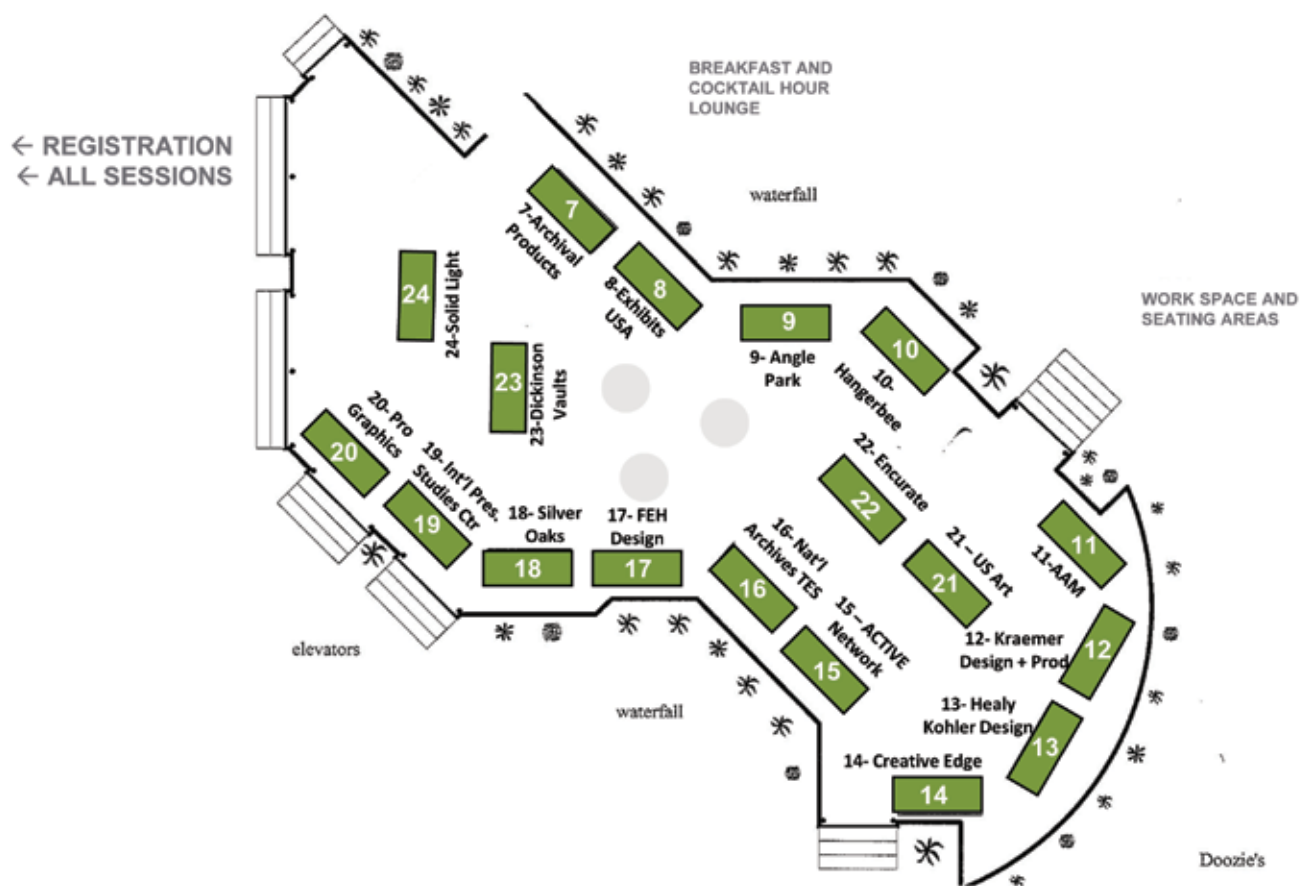 BREAKFAST AND
COCKTAIL HOUR
LOUNGE
← REGISTRATION
← ALL SESSIONS
waterfall
7
7-Archival
Products
8
8-Exhibits
USA
24
24-Solid Light
9
9- Angle
Park
10
10-
Hangerbee
WORK SPACE AND
SEATING AREAS
23
23-Dickinson
Vaults
20
20- Pro
Graphics
19
19- Int'l Pres.
Studies Ctr
18- Silver
Oaks
18
17- FEH
Design
17
22- Encurate
22
21 – US Art
21
16- Nat'l
Archives TES
16
15 – ACTIVE
Network
15
11
11-AAM
12- Kraemer
Design + Prod
12
13- Healy
Kohler Design
13
14- Creative Edge
14
elevators
waterfall
Doozie's